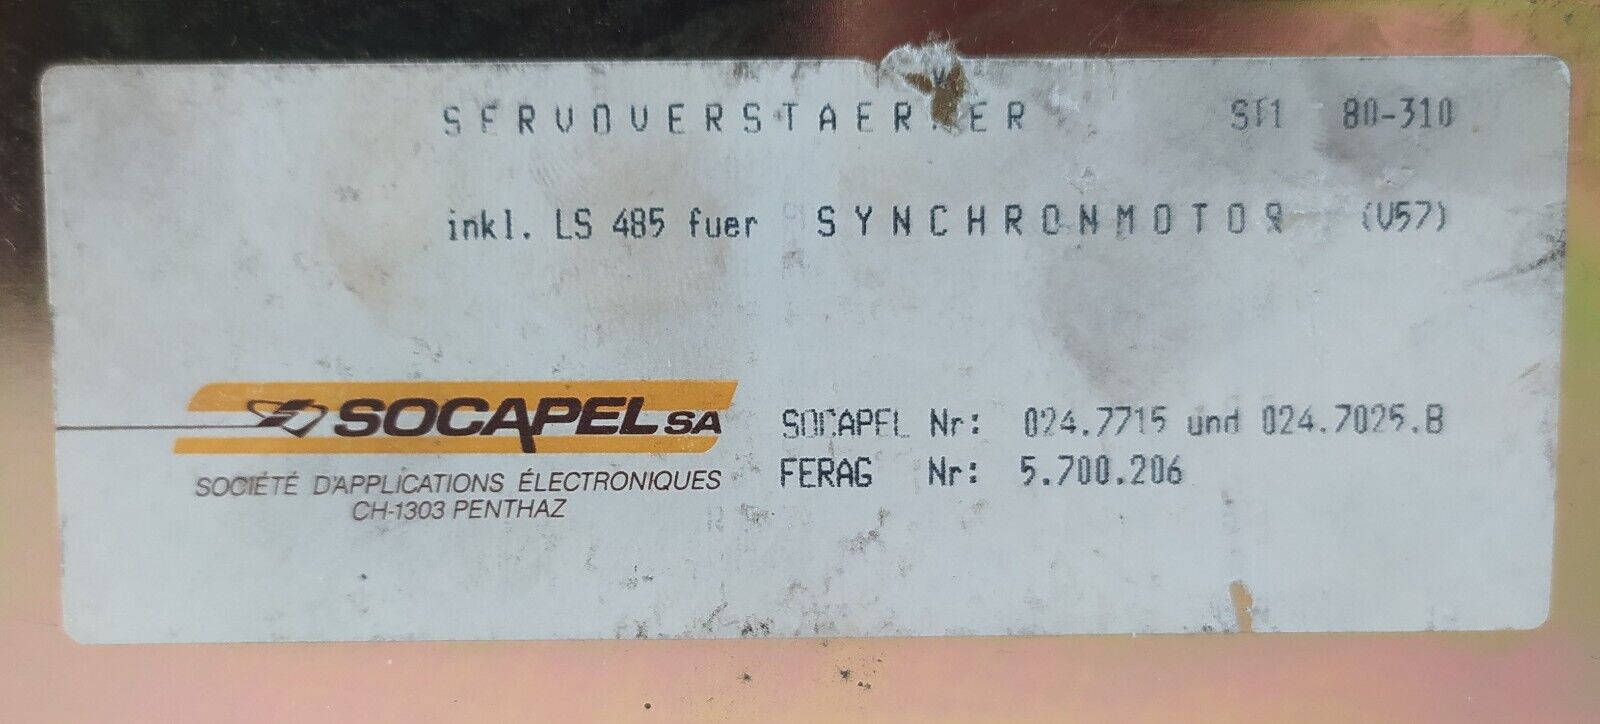 SERVOVERSTAERKER ST1 80-310
inkl. LS 485 fuer SYNCHRONMOTOR (V57)
SOCAPEL SA
SOCIÉTÉ D'APPLICATIONS ÉLECTRONIQUES
CH-1303 PENTHAZ
SOCAPEL Nr: 024.7715 und 024.7025.B
FERAG Nr: 5.700.206